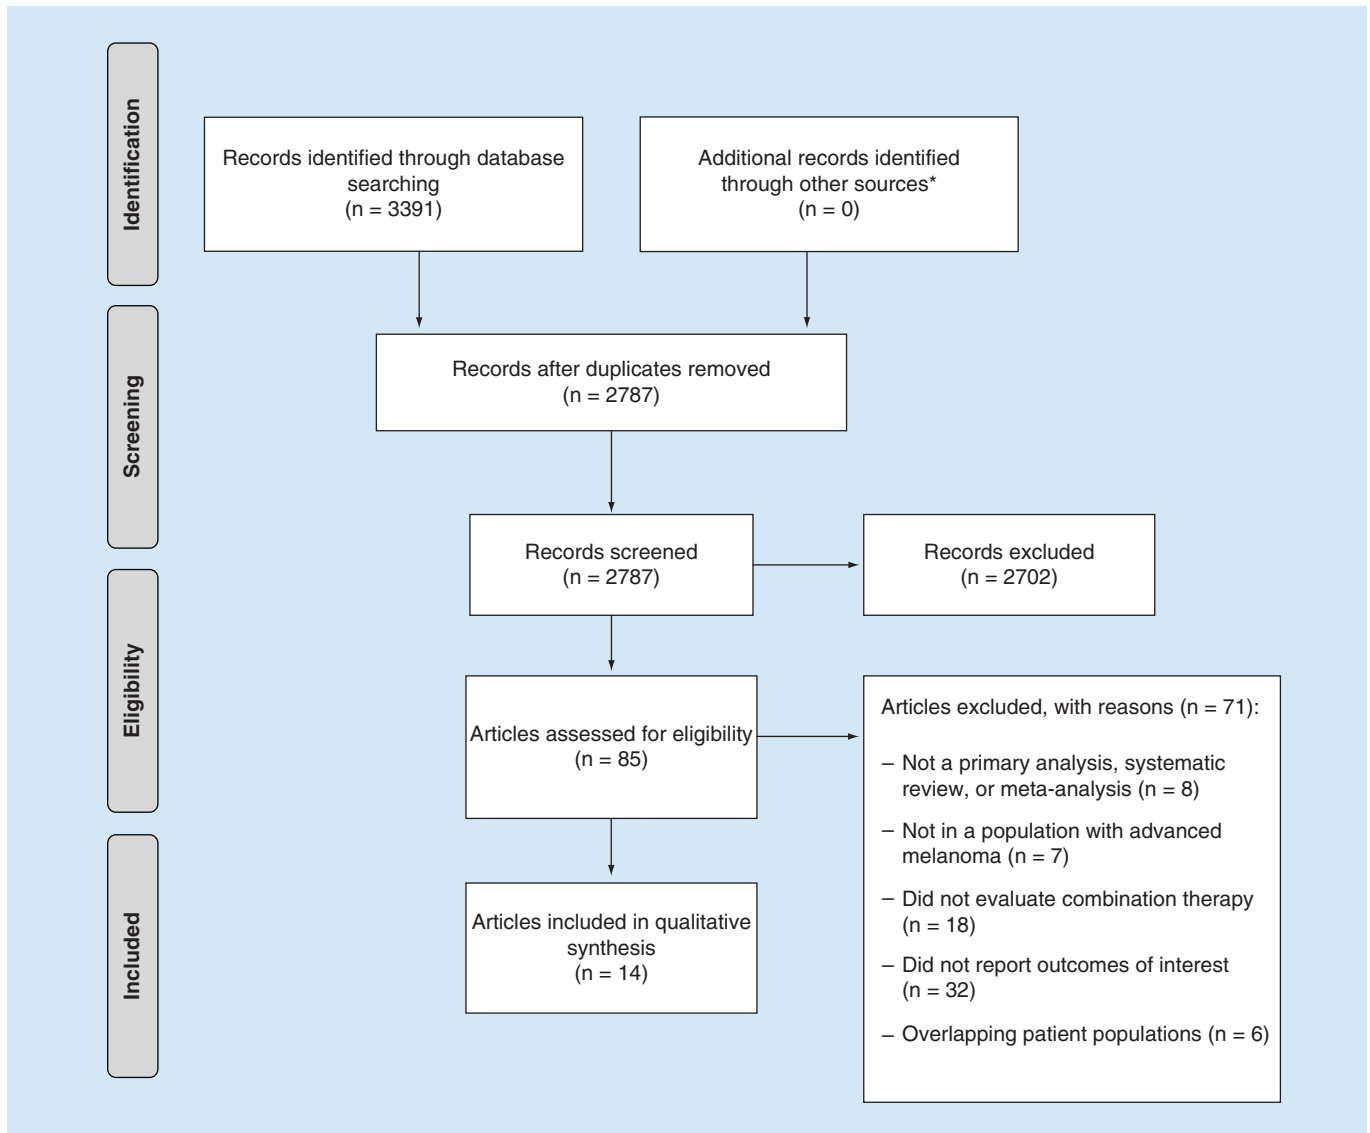 Identification
Records identified through database
searching
(n = 3391)
Additional records identified
through other sources*
(n = 0)
Screening
Records after duplicates removed
(n = 2787)
Records screened
(n = 2787)
Records excluded
(n = 2702)
Eligibility
Articles assessed for eligibility
(n = 85)
Articles excluded, with reasons (n = 71):
– Not a primary analysis, systematic
review, or meta-analysis (n = 8)
– Not in a population with advanced
melanoma (n = 7)
– Did not evaluate combination therapy
(n = 18)
– Did not report outcomes of interest
(n = 32)
– Overlapping patient populations (n = 6)
Included
Articles included in qualitative
synthesis
(n = 14)